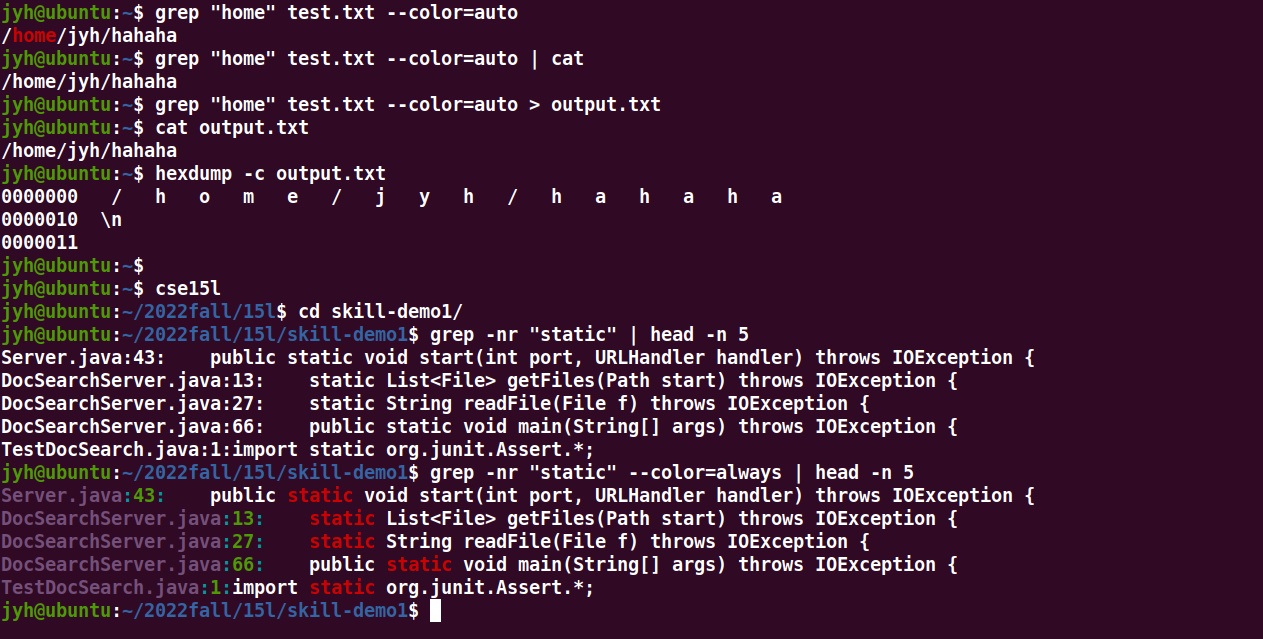 jyh@ubuntu:~$ grep "home" test.txt --color=auto
/home/jyh/hahaha
jyh@ubuntu:~$ grep "home" test.txt --color=auto | cat
/home/jyh/hahaha
jyh@ubuntu:~$ grep "home" test.txt --color=auto > output.txt
jyh@ubuntu:~$ cat output.txt
/home/jyh/hahaha
jyh@ubuntu:~$ hexdump -c output.txt
0000000   /   h   o   m   e   /   j   y   h   /   h   a   h   a   h   a
0000010  \n
0000011
jyh@ubuntu:~$
jyh@ubuntu:~$ cse15l
jyh@ubuntu:~/2022fall/15l$ cd skill-demo1/
jyh@ubuntu:~/2022fall/15l/skill-demo1$ grep -nr "static" | head -n 5
Server.java:43:    public static void start(int port, URLHandler handler) throws IOException {
DocSearchServer.java:13:    static List<File> getFiles(Path start) throws IOException {
DocSearchServer.java:27:    static String readFile(File f) throws IOException {
DocSearchServer.java:66:    public static void main(String[] args) throws IOException {
TestDocSearch.java:1:import static org.junit.Assert.*;
jyh@ubuntu:~/2022fall/15l/skill-demo1$ grep -nr "static" --color=always | head -n 5
Server.java:43:    public static void start(int port, URLHandler handler) throws IOException {
DocSearchServer.java:13:    static List<File> getFiles(Path start) throws IOException {
DocSearchServer.java:27:    static String readFile(File f) throws IOException {
DocSearchServer.java:66:    public static void main(String[] args) throws IOException {
TestDocSearch.java:1:import static org.junit.Assert.*;
jyh@ubuntu:~/2022fall/15l/skill-demo1$